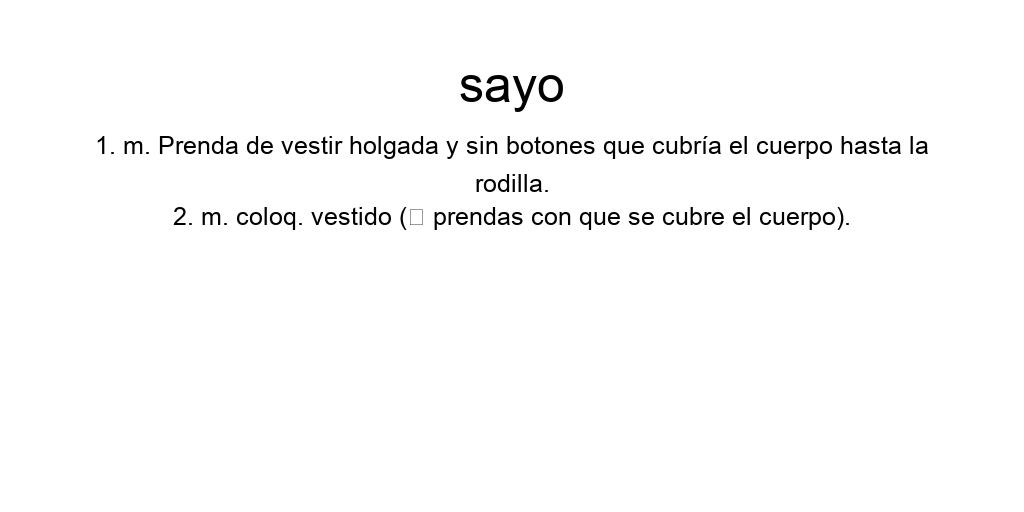 sayo
1. m. Prenda de vestir holgada y sin botones que cubría el cuerpo hasta la
rodilla.
2. m. coloq. vestido (□ prendas con que se cubre el cuerpo).